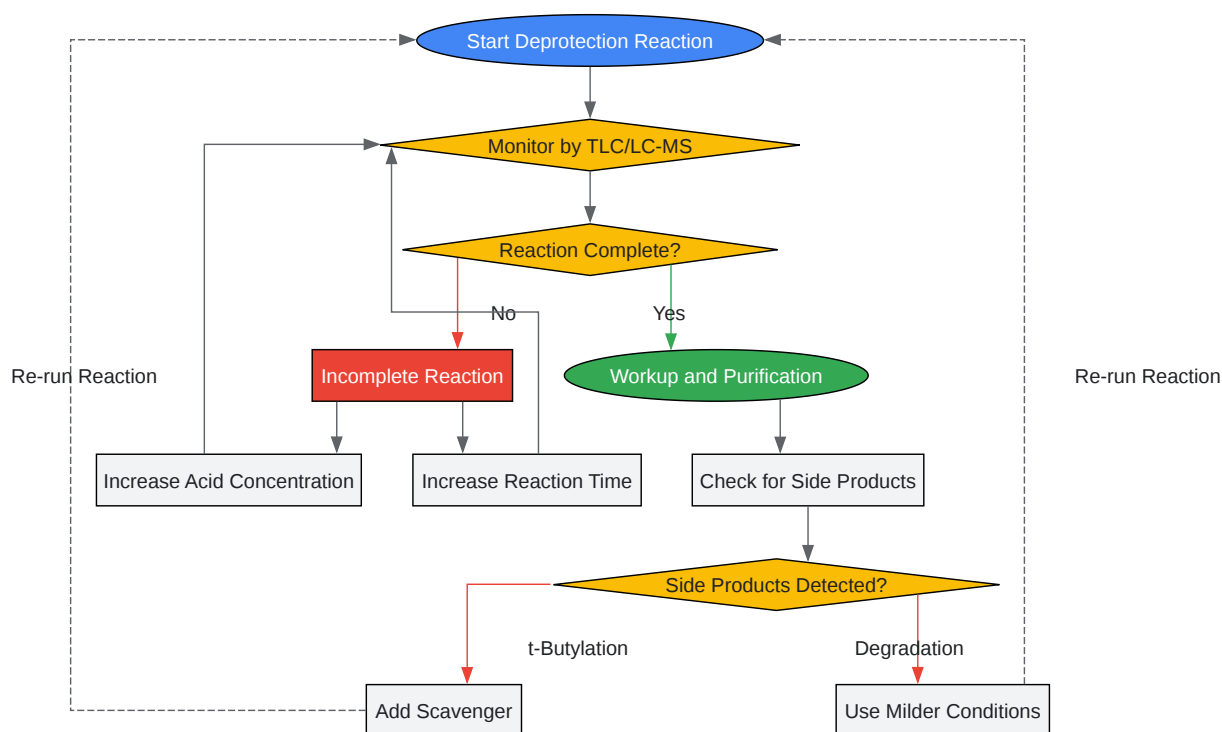 Start Deprotection Reaction
Monitor by TLC/LC-MS
Reaction Complete?
No
Yes
Re-run Reaction
Incomplete Reaction
Workup and Purification
Re-run Reaction
Increase Acid Concentration
Increase Reaction Time
Check for Side Products
Side Products Detected?
t-Butylation
Degradation
Add Scavenger
Use Milder Conditions